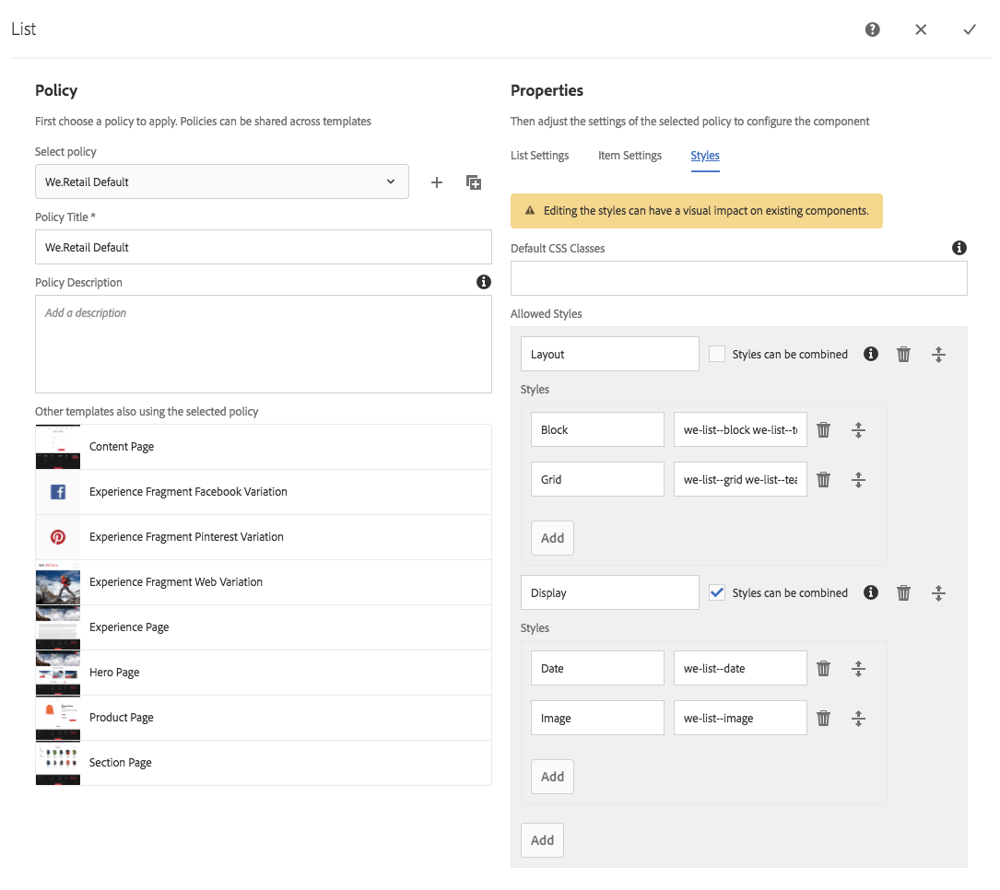 List
Policy
First choose a policy to apply. Policies can be shared across templates
Select policy
We.Retail Default
Policy Title *
We.Retail Default
Policy Description
Add a description
Other templates also using the selected policy
Content Page
Experience Fragment Facebook Variation
Experience Fragment Pinterest Variation
Experience Fragment Web Variation
Experience Page
Hero Page
Product Page
Section Page
Properties
Then adjust the settings of the selected policy to configure the component
List Settings Item Settings Styles
Editing the styles can have a visual impact on existing components.
Default CSS Classes
Allowed Styles
Layout Styles can be combined
Styles
Block we-list--block we-list--t
Grid we-list--grid we-list--tea
Add
Display Styles can be combined
Styles
Date we-list--date
Image we-list--image
Add
Add